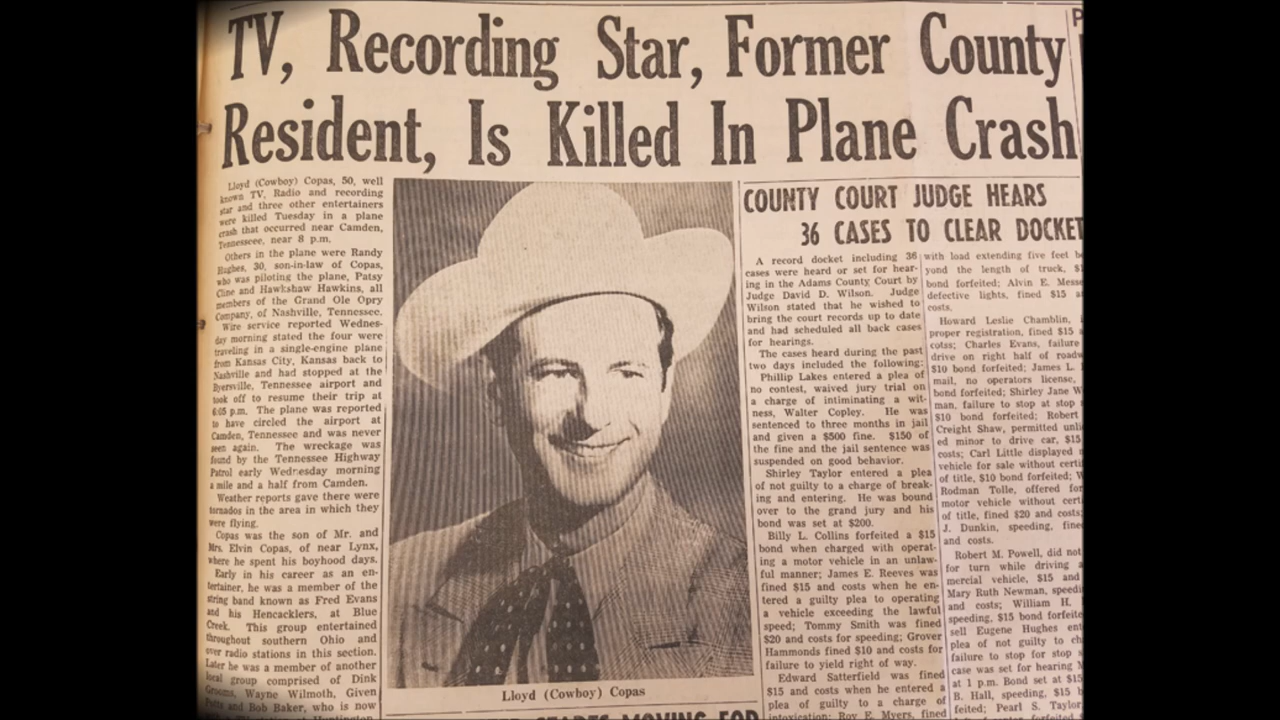 TV, Recording Star, Former County
Resident, Is Killed In Plane Crash
Lloyd (Cowboy) Copas, 50, well
known TV, Radio and recording
star and three other entertainers
were killed Tuesday in a plane
crash that occurred near Camden,
Tennessee, near 8 p.m.
Others in the plane were Randy
Hughes, 30, son-in-law of Copas,
who was piloting the plane, Patsy
Cline and Hawkshaw Hawkins, all
members of the Grand Ole Opry
Company, of Nashville, Tennessee.
Wire service reported Wednes-
day morning stated the four were
traveling in a single-engine plane
from Kansas City, Kansas back to
Nashville and had stopped at the
Byersville, Tennessee airport and
took off to resume their trip at
6:05 p.m. The plane was reported
to have circled the airport at
Camden, Tennessee and was never
seen again. The wreckage was
found by the Tennessee Highway
Patrol early Wednesday morning
a mile and a half from Camden.
Weather reports gave there were
tornados in the area in which they
were flying.
Copas was the son of Mr. and
Mrs. Elvin Copas, of near Lynx,
where he spent his boyhood days.
Early in his career as an en-
tertainer, he was a member of the
string band known as Fred Evans
and his Hencacklers, at Blue
Creek. This group entertained
throughout southern Ohio and
over radio stations in this section.
Later he was a member of another
local group comprised of Dink
Grooms, Wayne Wilmoth, Given
and Bob Baker, who is now
Lloyd (Cowboy) Copas
COUNTY COURT JUDGE HEARS
36 CASES TO CLEAR DOCKET
A record docket including 36
cases were heard or set for hear-
ing in the Adams County Court by
Judge David D. Wilson. Judge
Wilson stated that he wished to
bring the court records up to date
and had scheduled all back cases
for hearings.
The cases heard during the past
two days included the following:
Phillip Lakes entered a plea of
no contest, waived jury trial on
a charge of intiminating a wit-
ness, Walter Copley. He was
sentenced to three months in jail
and given a $500 fine. $150 of
the fine and the jail sentence was
suspended on good behavior.
Shirley Taylor entered a plea
of not guilty to a charge of break-
ing and entering. He was bound
over to the grand jury and his
bond was set at $200.
Billy L. Collins forfeited a $15
bond when charged with operat-
ing a motor vehicle in an unlaw-
ful manner; James E. Reeves was
fined $15 and costs when he en-
tered a guilty plea to operating
a vehicle exceeding the lawful
speed; Tommy Smith was fined
$20 and costs for speeding; Grover
Hammonds fined $10 and costs for
failure to yield right of way.
Edward Satterfield was fined
$15 and costs when he entered a
plea of guilty to a charge of
intoxication; Roy E. Myers, fined
with load extending five feet be
yond the length of truck, $1
bond forfeited; Alvin E. Messe
defective lights, fined $15 a
costs.
Howard Leslie Chamblin, i
proper registration, fined $15 a
cotss; Charles Evans, failure
drive on right half of roadw
$10 bond forfeited; James L.
mail, no operators license,
bond forfeited; Shirley Jane W
man, failure to stop at stop s
$10 bond forfeited; Robert
Creight Shaw, permitted unli
ed minor to drive car, $15
costs; Carl Little displayed
vehicle for sale without certi
of title, $10 bond forfeited; W
Rodman Tolle, offered for
motor vehicle without cert
of title, fined $20 and costs;
J. Dunkin, speeding, fine
and costs.
Robert M. Powell, did not
for turn while driving a
mercial vehicle, $15 and
Mary Ruth Newman, speedi
and costs; William H.
speeding, $15 bond forfeite
sell Eugene Hughes ent
plea of not guilty to ch
failure to stop for stop s
case was set for hearing
at 1 p.m. Bond set at $15
B. Hall, speeding, $15 b
feited; Pearl S. Taylor,
MOVING FOR